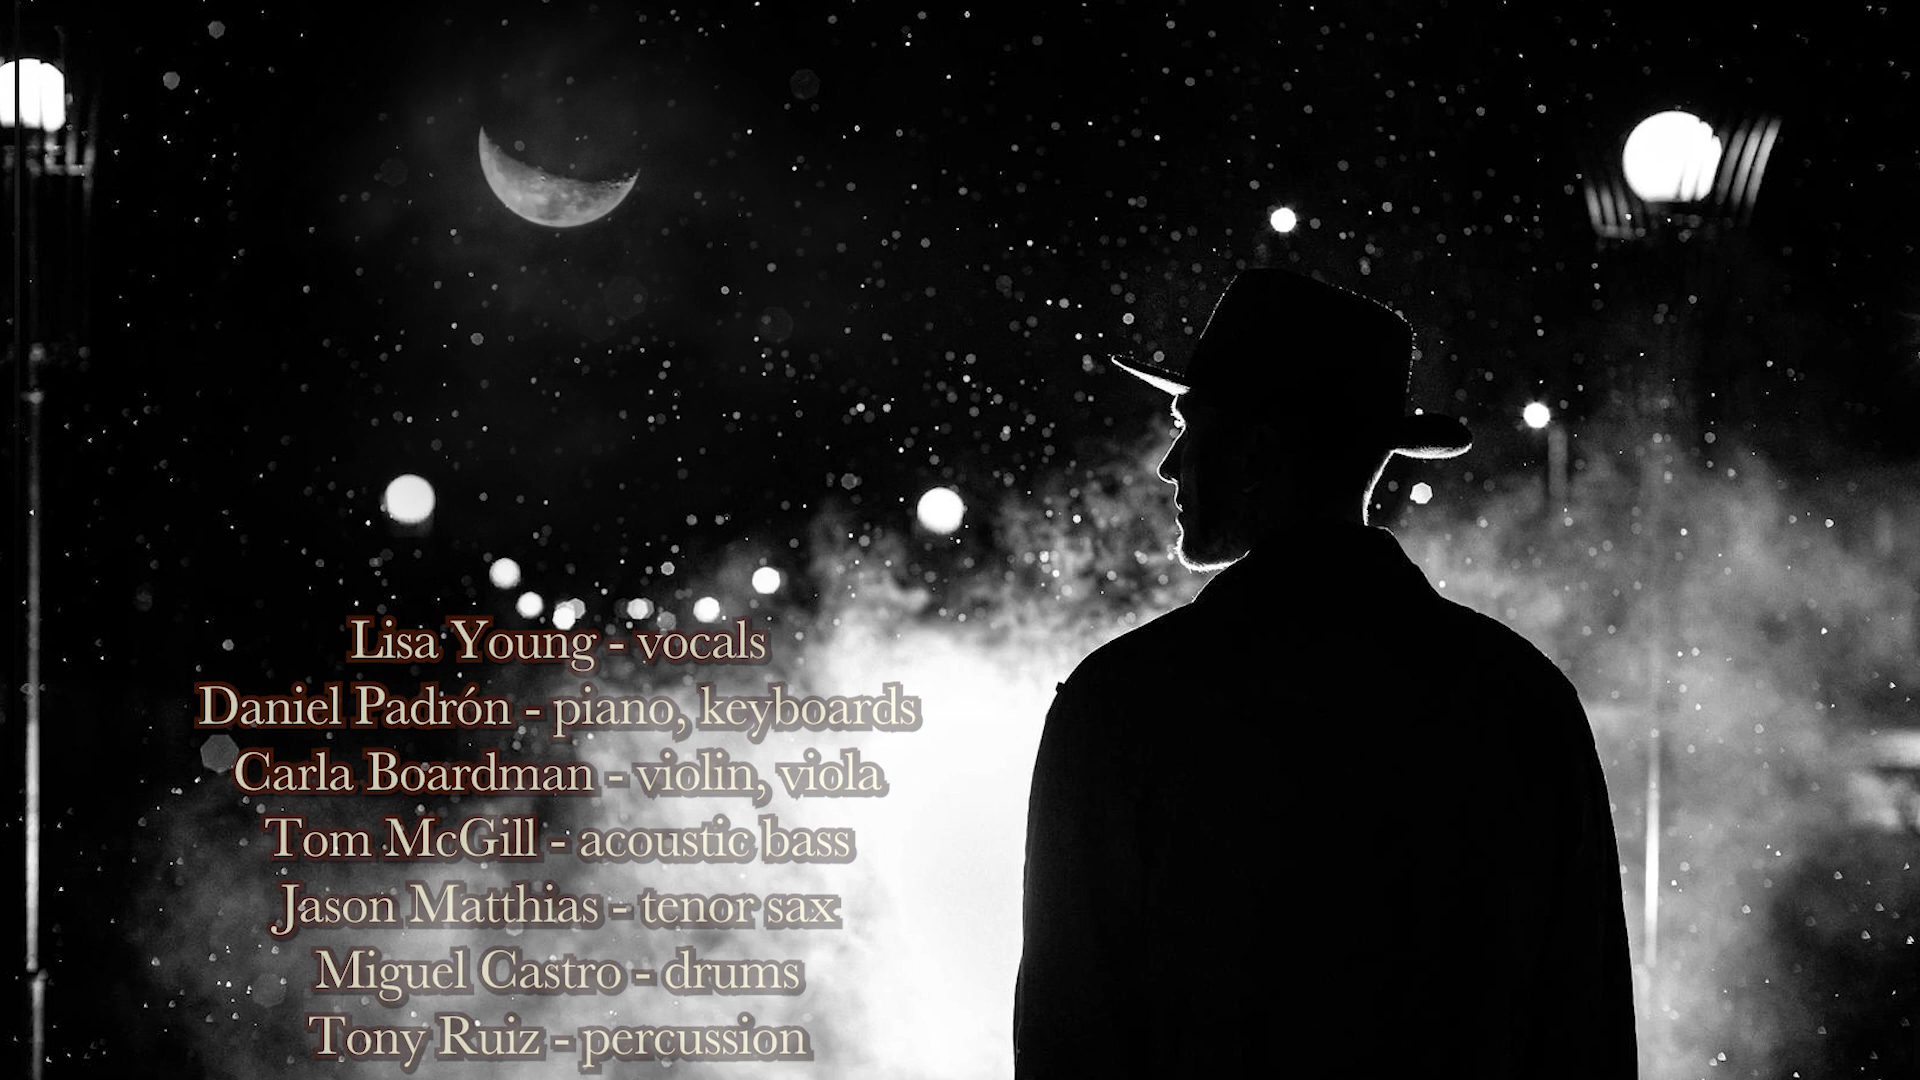 Lisa Young - vocals
Daniel Padrón - piano, keyboards
Carla Boardman - violin, viola
Tom McGill - acoustic bass
Jason Matthias - tenor sax
Miguel Castro - drums
Tony Ruiz - percussion